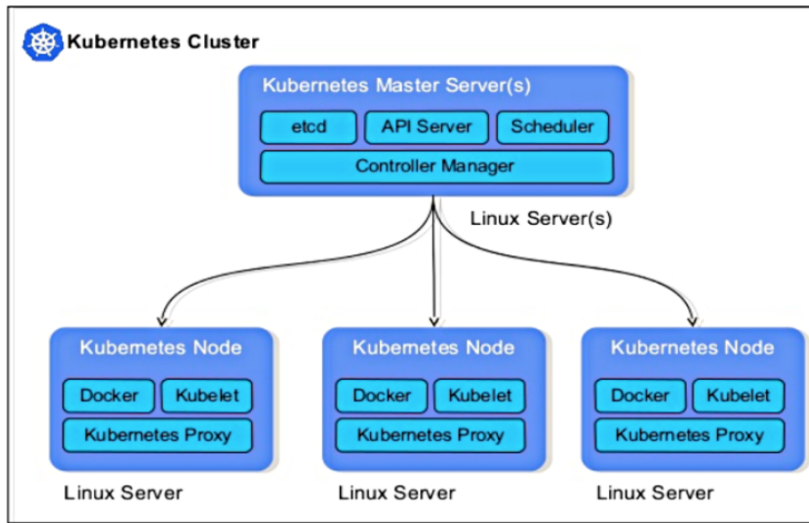 Kubernetes Cluster
Kubernetes Master Server(s)
etcd
API Server
Scheduler
Controller Manager
Linux Server(s)
Kubernetes Node
Docker
Kubelet
Kubernetes Proxy
Linux Server
Kubernetes Node
Docker
Kubelet
Kubernetes Proxy
Linux Server
Kubernetes Node
Docker
Kubelet
Kubernetes Proxy
Linux Server